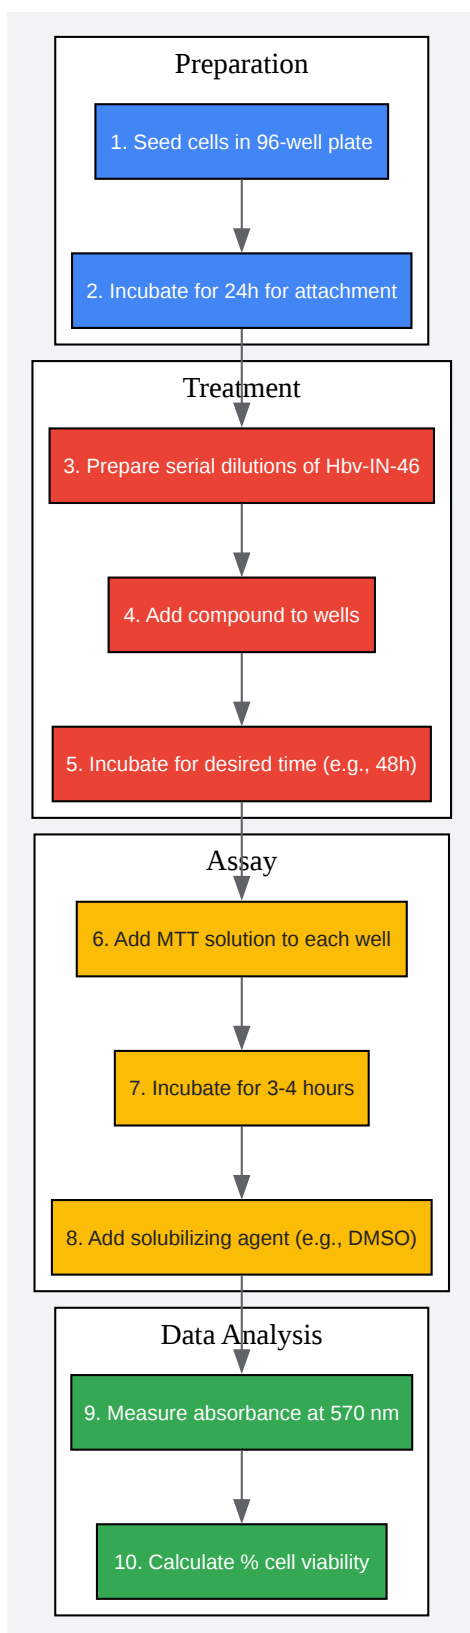 Preparation
1. Seed cells in 96-well plate
2. Incubate for 24h for attachment
Treatment
3. Prepare serial dilutions of Hbv-IN-46
4. Add compound to wells
5. Incubate for desired time (e.g., 48h)
Assay
6. Add MTT solution to each well
7. Incubate for 3-4 hours
8. Add solubilizing agent (e.g., DMSO)
Data Analysis
9. Measure absorbance at 570 nm
10. Calculate % cell viability